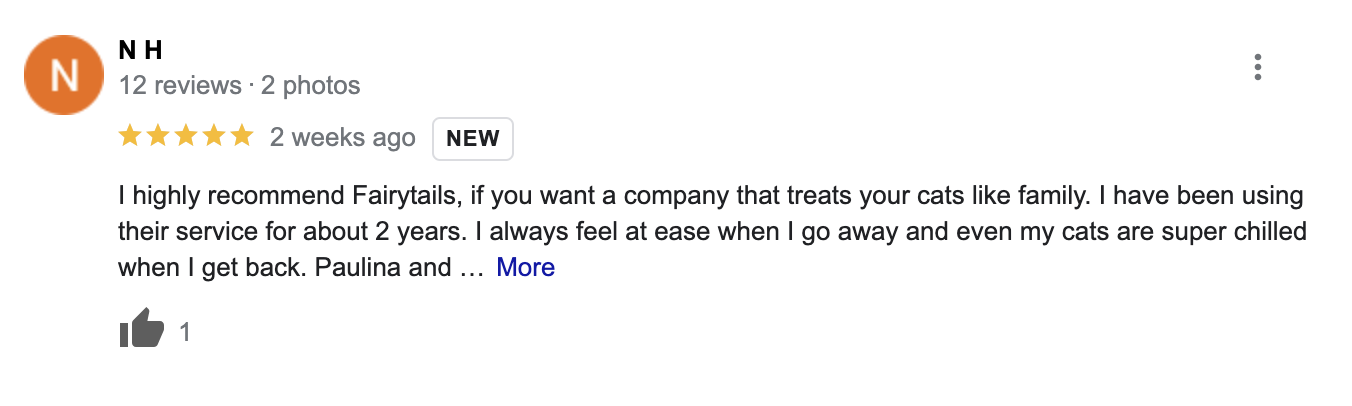 N
N H
12 reviews · 2 photos
2 weeks ago NEW
I highly recommend Fairytails, if you want a company that treats your cats like family. I have been using
their service for about 2 years. I always feel at ease when I go away and even my cats are super chilled
when I get back. Paulina and … More
1